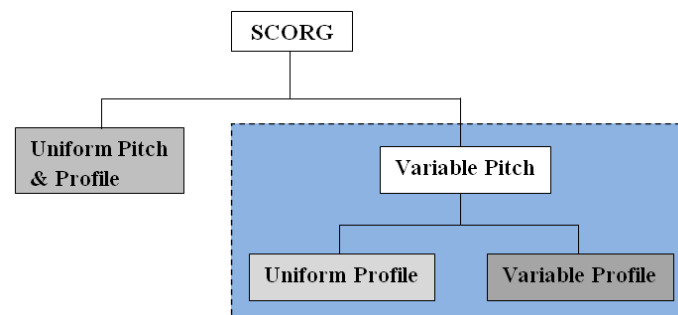 SCORG
Uniform Pitch
& Profile
Variable Pitch
Uniform Profile
Variable Profile